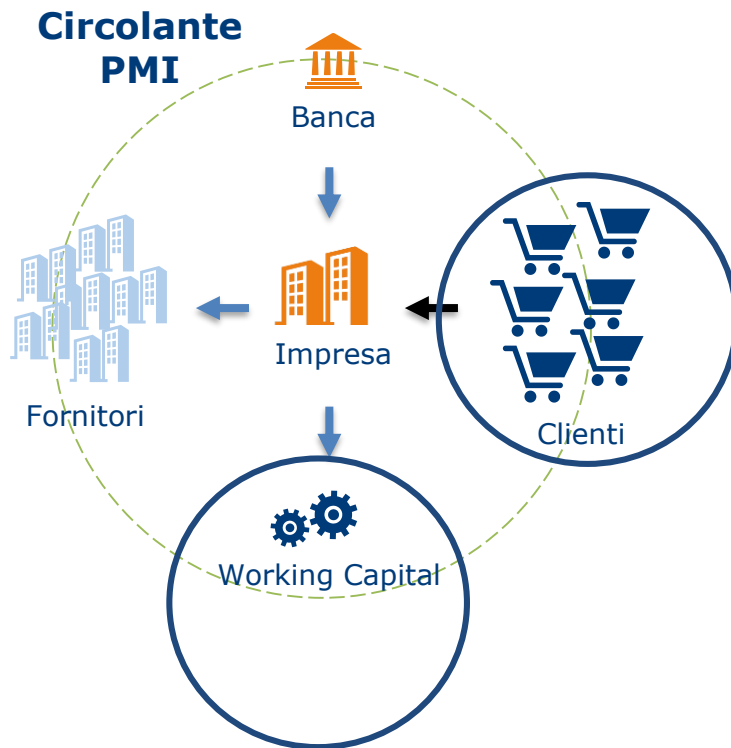 Circolante
PMI
Banca
Impresa
Fornitori
Clienti
Working Capital